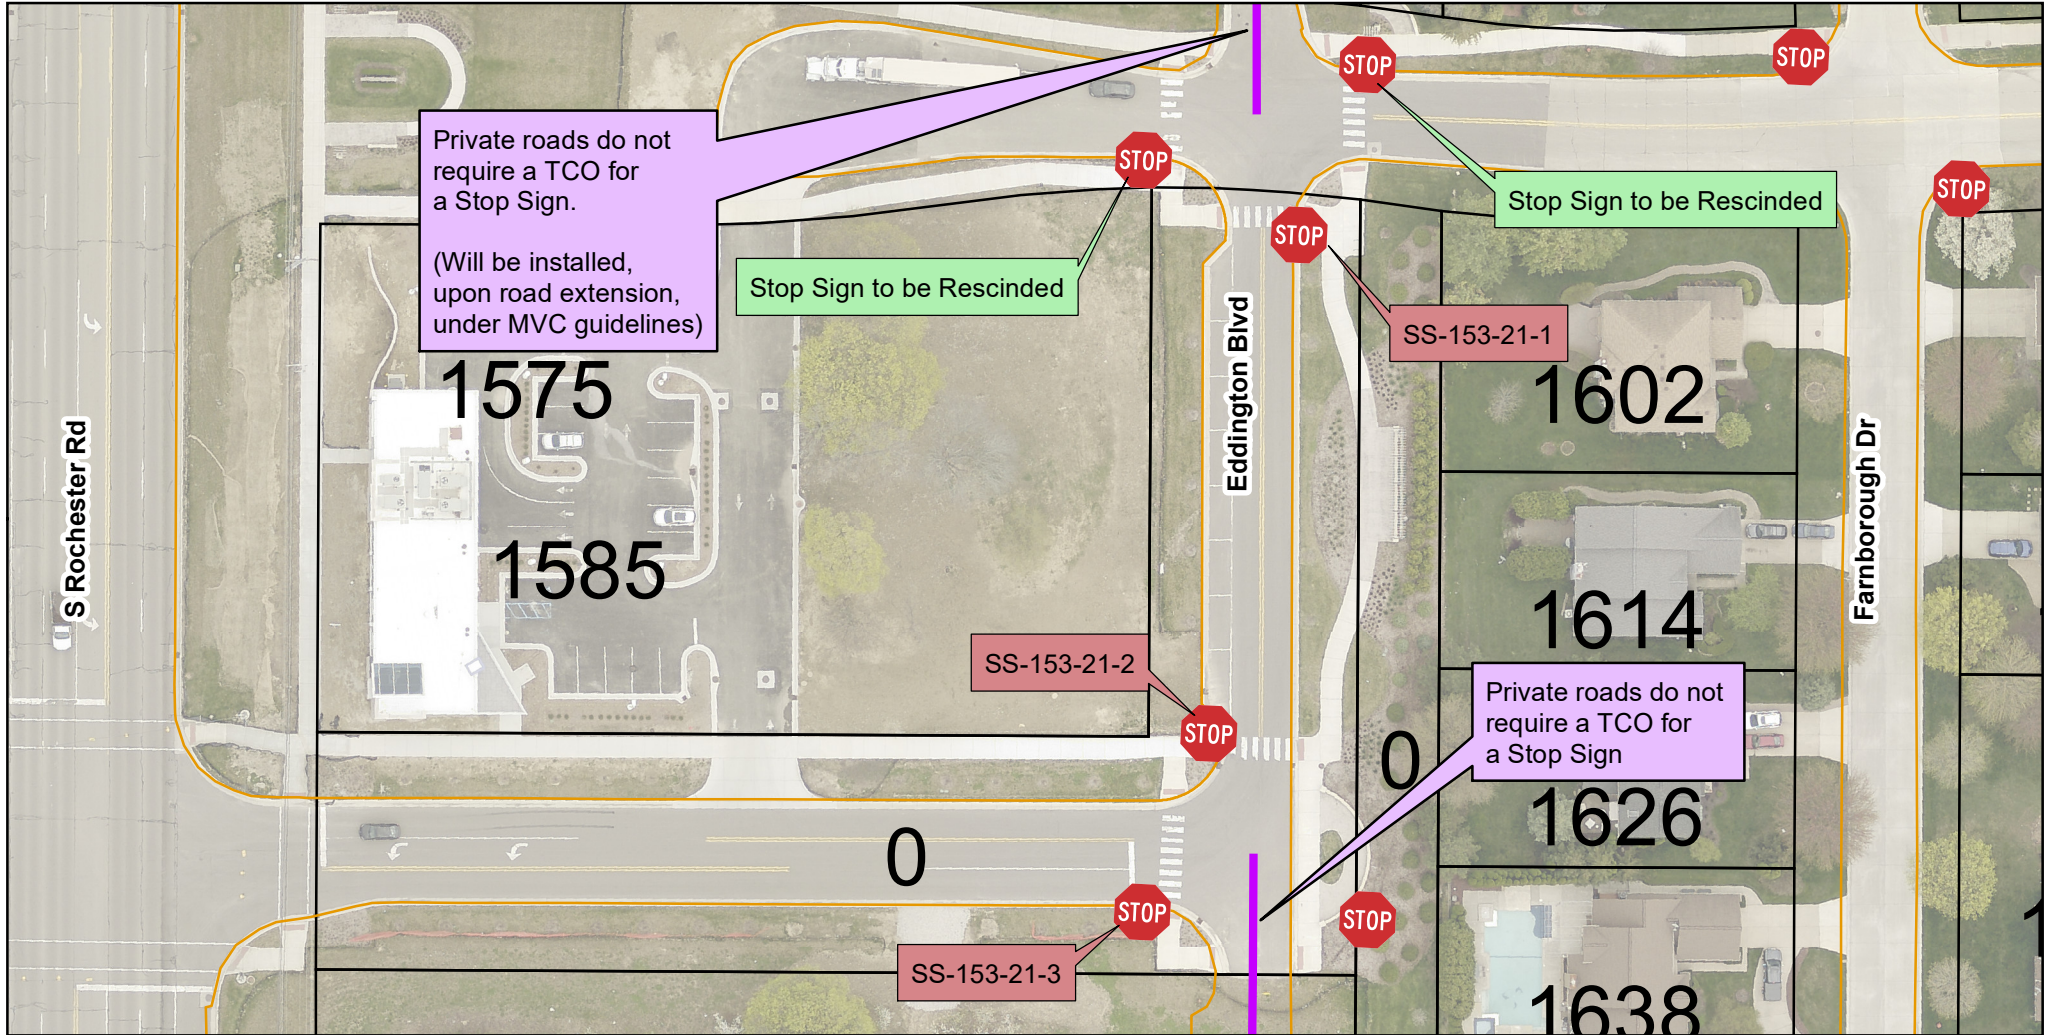 STOP
STOP
STOP
STOP
STOP
Private roads do not
require a TCO for
a Stop Sign.
(Will be installed,
upon road extension,
under MVC guidelines)
Stop Sign to be Rescinded
Stop Sign to be Rescinded
SS-153-21-1
1575
1602
Eddington Blvd
S Rochester Rd
Farnborough Dr
1585
1614
SS-153-21-2
STOP
Private roads do not
require a TCO for
a Stop Sign
0
1626
0
STOP
STOP
SS-153-21-3
1638